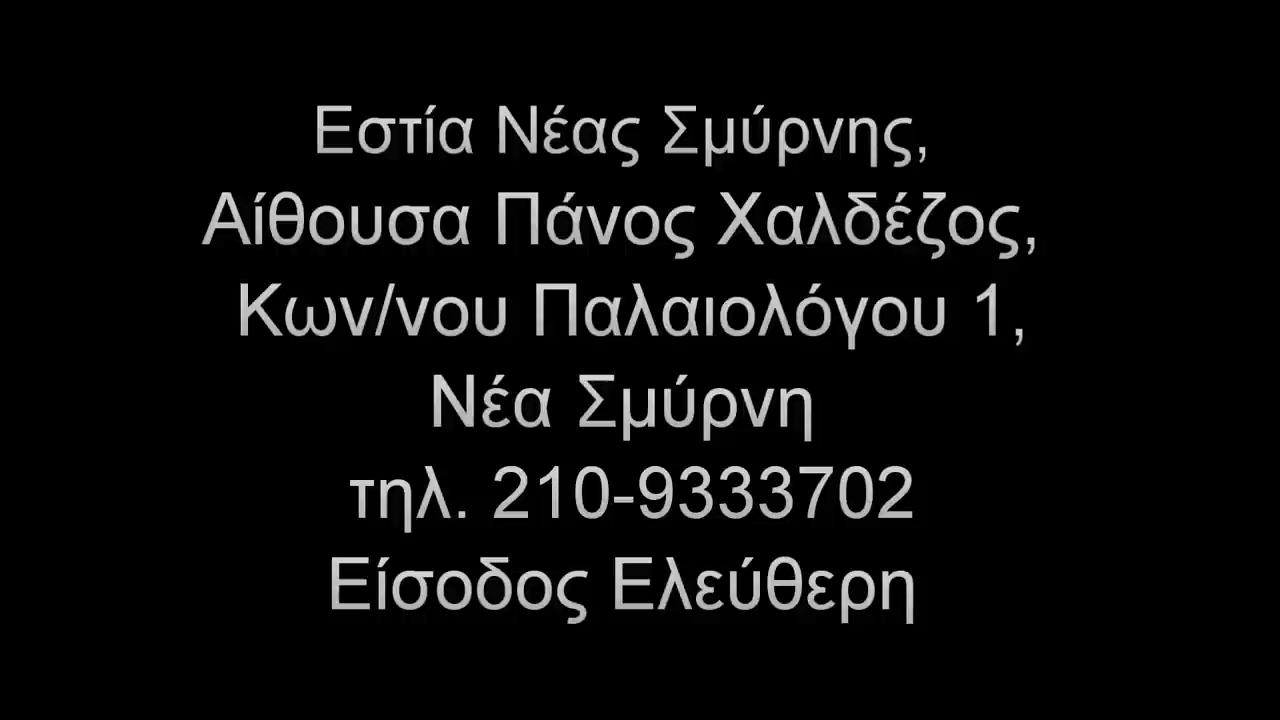 Εστία Νέας Σμύρνης,
Αίθουσα Πάνος Χαλδέζος,
Κων/νου Παλαιολόγου 1,
Νέα Σμύρνη
τηλ. 210-9333702
Είσοδος Ελεύθερη